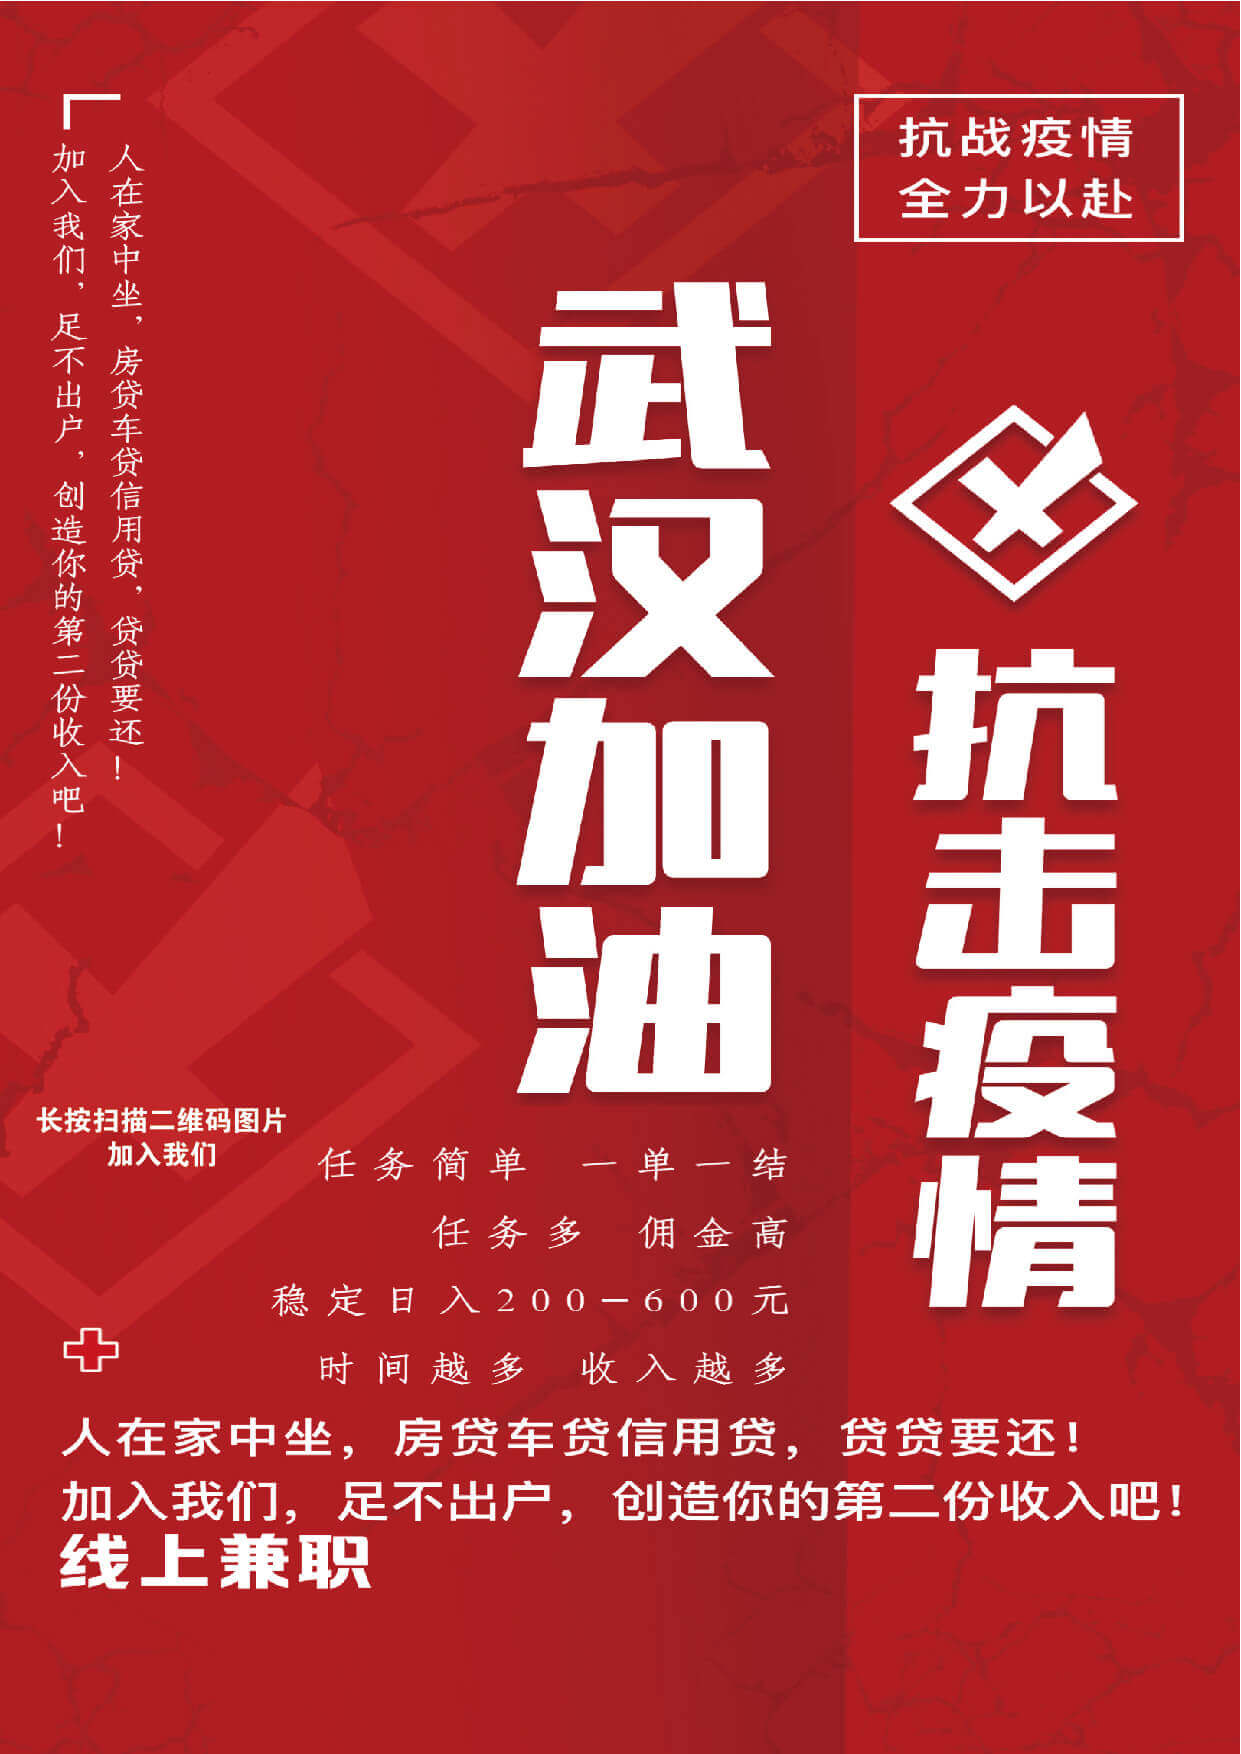 抗战疫情
全力以赴
抗击疫情
武汉加油
人在家中坐，房贷车贷信用贷，贷贷要还！
加入我们，足不出户，创造你的第二份收入吧！
长按扫描二维码图片
加入我们
任务简单 一单一结
任务多 佣金高
稳定日入200-600元
时间越多 收入越多
人在家中坐，房贷车贷信用贷，贷贷要还！
加入我们，足不出户，创造你的第二份收入吧！
线上兼职